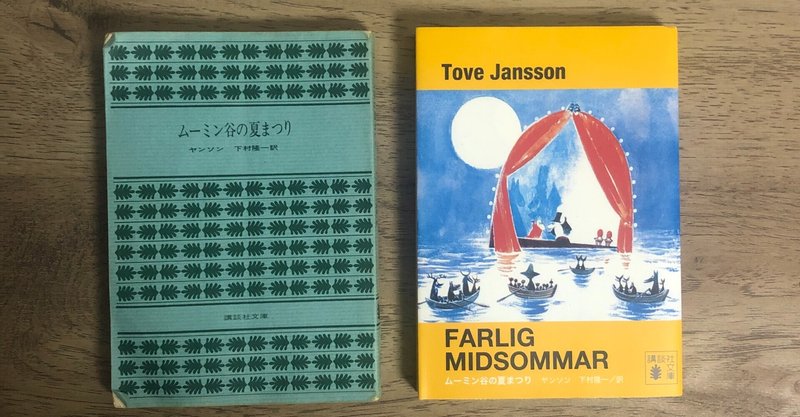 ムーミン谷の夏まつり
ヤンソン 下村隆一訳
講談社文庫
Tove Jansson
FARLIG
MIDSOMMAR
ムーミン谷の夏まつり ヤンソン 下村隆一/訳
講談社
文庫